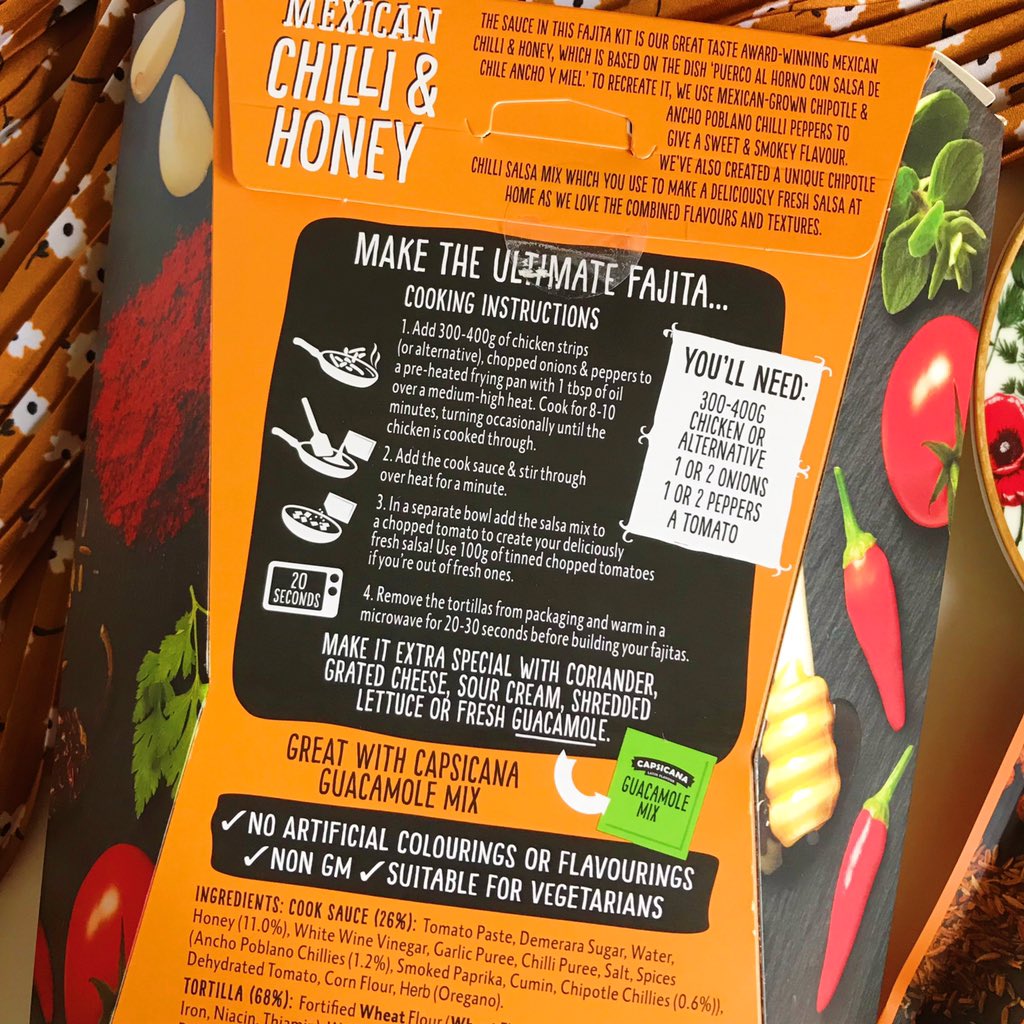 MEXICAN
CHILLI &
HONEY
THE SAUCE IN THIS FAJITA KIT IS OUR GREAT TASTE AWARD-WINNING MEXICAN
CHILLI & HONEY, WHICH IS BASED ON THE DISH 'PUERCO AL HORNO CON SALSA DE
CHILE ANCHO Y MIEL.' TO RECREATE IT, WE USE MEXICAN-GROWN CHIPOTLE &
ANCHO POBLANO CHILLI PEPPERS TO
GIVE A SWEET & SMOKEY FLAVOUR.
WE'VE ALSO CREATED A UNIQUE CHIPOTLE
CHILLI SALSA MIX WHICH YOU USE TO MAKE A DELICIOUSLY FRESH SALSA AT
HOME AS WE LOVE THE COMBINED FLAVOURS AND TEXTURES.
MAKE THE ULTIMATE FAJITA...
COOKING INSTRUCTIONS
1. Add 300-400g of chicken strips
(or alternative), chopped onions & peppers to
a pre-heated frying pan with 1 tbsp of oil
over a medium-high heat. Cook for 8-10
minutes, turning occasionally until the
chicken is cooked through.
2. Add the cook sauce & stir through
over heat for a minute.
3. In a separate bowl add the salsa mix to
a chopped tomato to create your deliciously
fresh salsa! Use 100g of tinned chopped tomatoes
if you're out of fresh ones.
20
SECONDS
4. Remove the tortillas from packaging and warm in a
microwave for 20-30 seconds before building your fajitas.
YOU'LL NEED:
300-400G
CHICKEN OR
ALTERNATIVE
1 OR 2 ONIONS
1 OR 2 PEPPERS
A TOMATO
MAKE IT EXTRA SPECIAL WITH CORIANDER,
GRATED CHEESE, SOUR CREAM, SHREDDED
LETTUCE OR FRESH GUACAMOLE.
GREAT WITH CAPSICANA
GUACAMOLE MIX
CAPSICANA
GUACAMOLE
MIX
✓NO ARTIFICIAL COLOURINGS OR FLAVOURINGS
✓NON GM ✓SUITABLE FOR VEGETARIANS
INGREDIENTS: COOK SAUCE (26%): Tomato Paste, Demerara Sugar, Water,
Honey (11.0%), White Wine Vinegar, Garlic Puree, Chilli Puree, Salt, Spices
(Ancho Poblano Chillies (1.2%), Smoked Paprika, Cumin, Chipotle Chillies (0.6%)),
Dehydrated Tomato, Corn Flour, Herb (Oregano).
TORTILLA (68%): Fortified Wheat Flour (Wheat
Iron, Niacin,